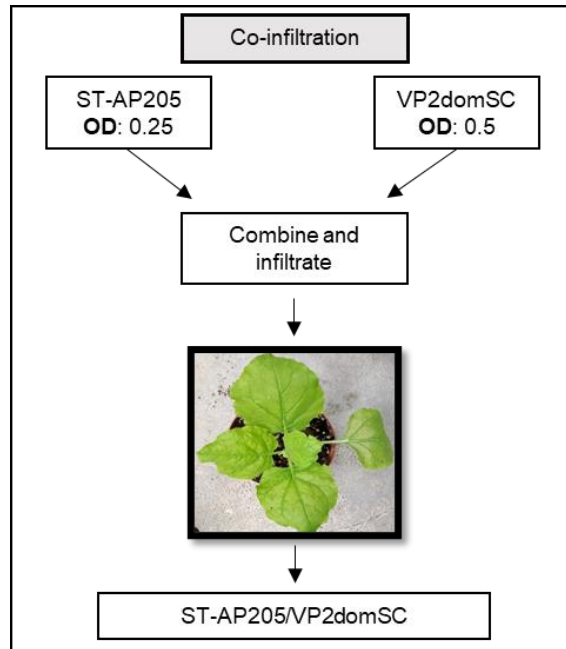 Co-infiltration
ST-AP205
OD: 0.25
VP2domSC
OD: 0.5
Combine and
infiltrate
ST-AP205/VP2domSC